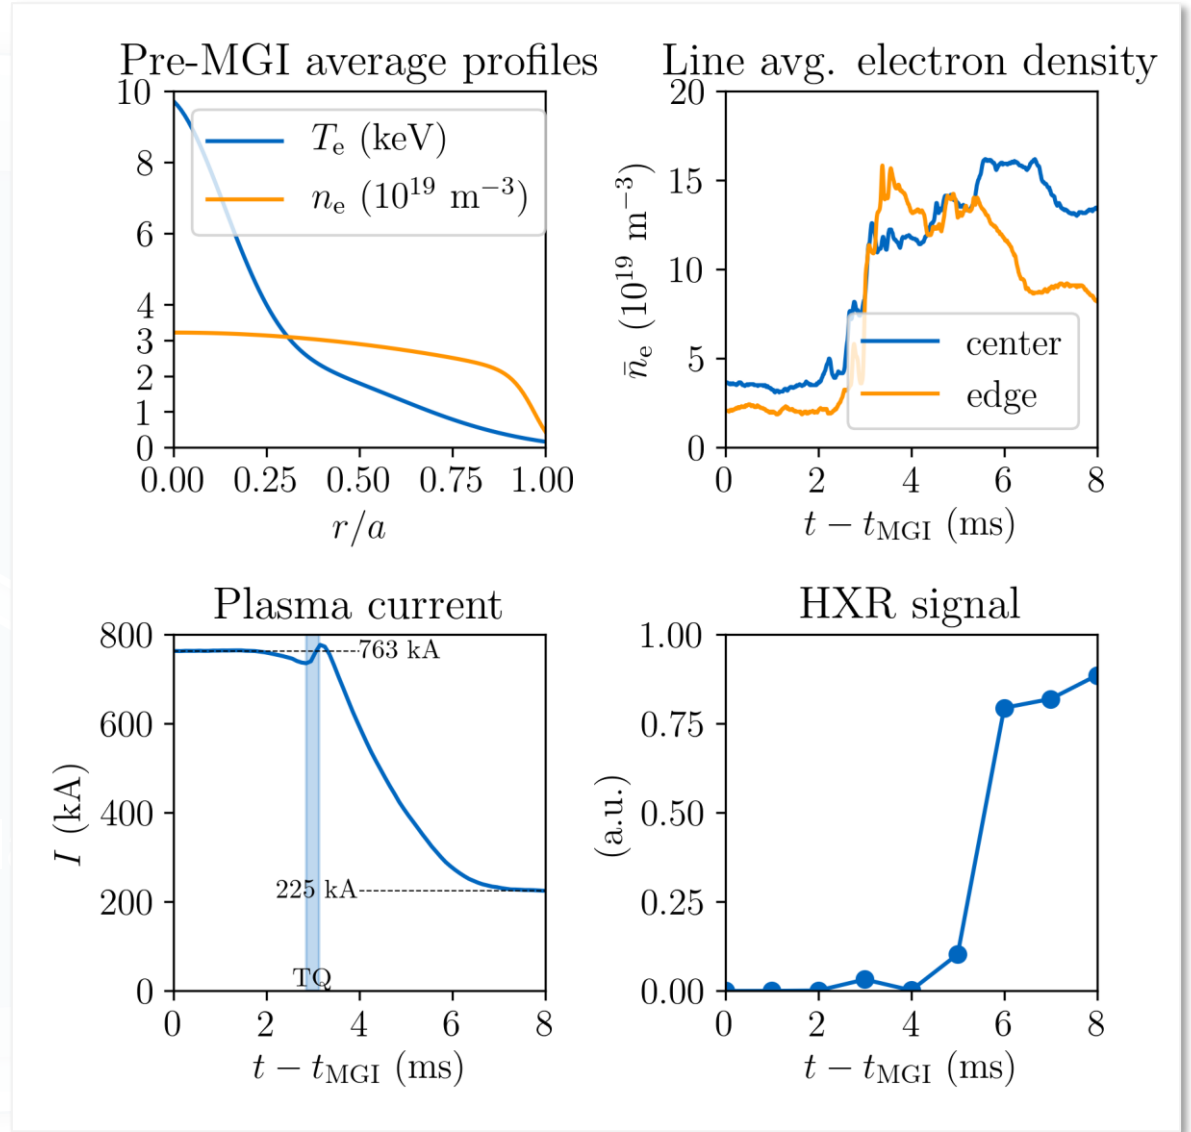 Pre-MGI average profiles
10
8
6
4
3
2
1
0
Tₑ (keV)
nₑ (10¹⁹ m⁻³)
0.00 0.25 0.50 0.75 1.00
r/a
Line avg. electron density
20
15
10
5
0
n̄ₑ (10¹⁹ m⁻³)
center
edge
0 2 4 6 8
t − t_MGI (ms)
Plasma current
800
600
400
200
0
I (kA)
763 kA
225 kA
TQ
0 2 4 6 8
t − t_MGI (ms)
HXR signal
1.00
0.75
0.50
0.25
0.00
(a.u.)
0 2 4 6 8
t − t_MGI (ms)